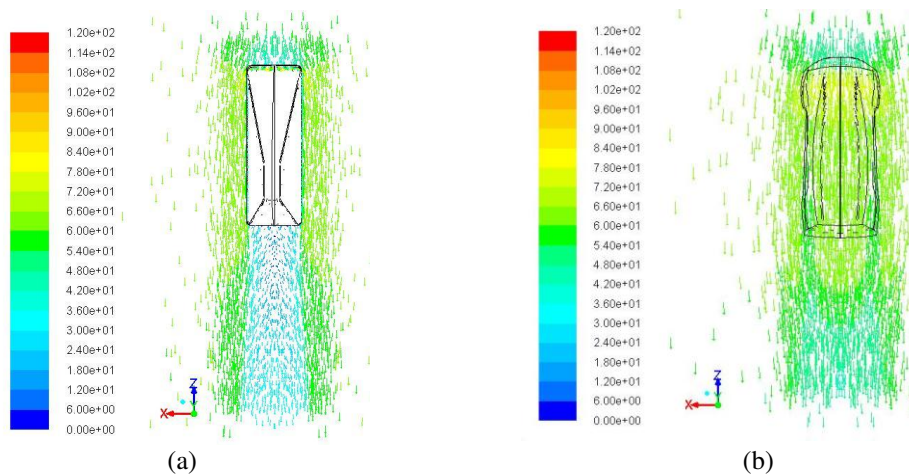 1.20e+02
1.14e+02
1.08e+02
1.02e+02
9.60e+01
9.00e+01
8.40e+01
7.80e+01
7.20e+01
6.60e+01
6.00e+01
5.40e+01
4.80e+01
4.20e+01
3.60e+01
3.00e+01
2.40e+01
1.80e+01
1.20e+01
6.00e+00
0.00e+00
Z
X
(a)
1.20e+02
1.14e+02
1.08e+02
1.02e+02
9.60e+01
9.00e+01
8.40e+01
7.80e+01
7.20e+01
6.60e+01
6.00e+01
5.40e+01
4.80e+01
4.20e+01
3.60e+01
3.00e+01
2.40e+01
1.80e+01
1.20e+01
6.00e+00
0.00e+00
Z
X
(b)